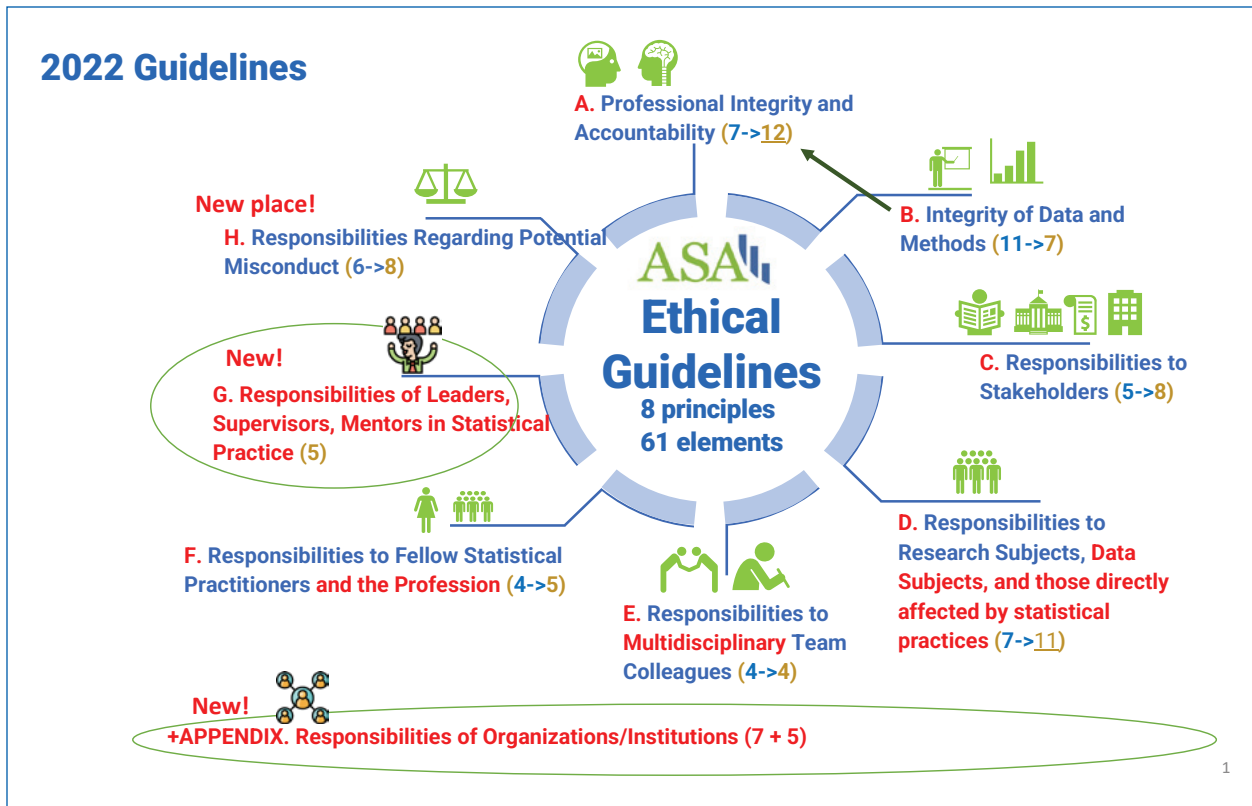 2022 Guidelines
A. Professional Integrity and
Accountability (7->12)
B. Integrity of Data and
Methods (11->7)
C. Responsibilities to
Stakeholders (5->8)
D. Responsibilities to
Research Subjects, Data
Subjects, and those directly
affected by statistical
practices (7->11)
E. Responsibilities to
Multidisciplinary Team
Colleagues (4->4)
F. Responsibilities to Fellow Statistical
Practitioners and the Profession (4->5)
New!
G. Responsibilities of Leaders,
Supervisors, Mentors in Statistical
Practice (5)
New place!
H. Responsibilities Regarding Potential
Misconduct (6->8)
ASA
Ethical
Guidelines
8 principles
61 elements
New!
+APPENDIX. Responsibilities of Organizations/Institutions (7 + 5)
$
1